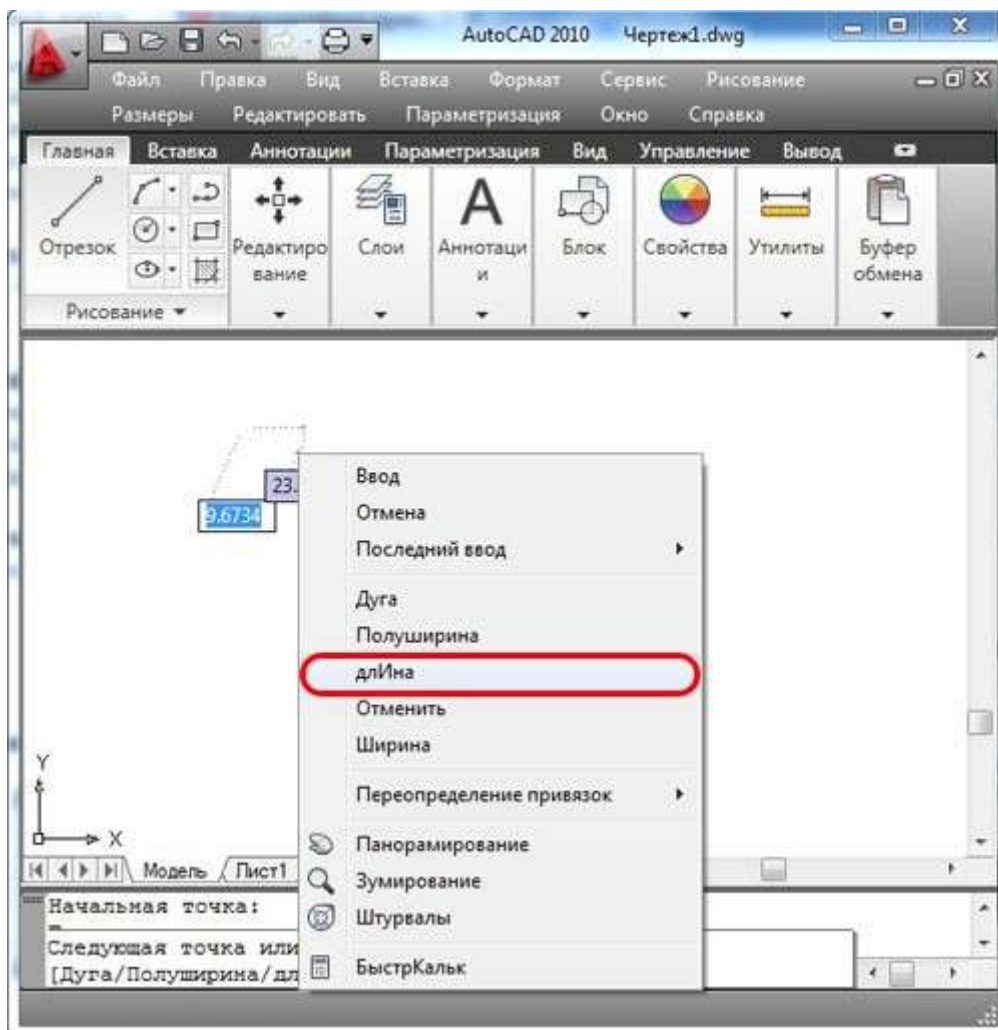 AutoCAD 2010 Чертеж1.dwg
Файл Правка Вид Вставка Формат Сервис Рисование
Размеры Редактировать Параметризация Окно Справка
Главная Вставка Аннотации Параметризация Вид Управление Вывод
Отрезок Редактиро Слои Аннотаци Блок Свойства Утилиты Буфер
вание и обмена
Рисование
23.
9.6734
Ввод
Отмена
Последний ввод
Дуга
Полуширина
длИна
Отменить
Ширина
Переопределение привязок
Панорамирование
Зумирование
Штурвалы
БыстрКальк
Y
X
Модель Лист1
Начальная точка:
Следующая точка или
[Дуга/Полуширина/дл